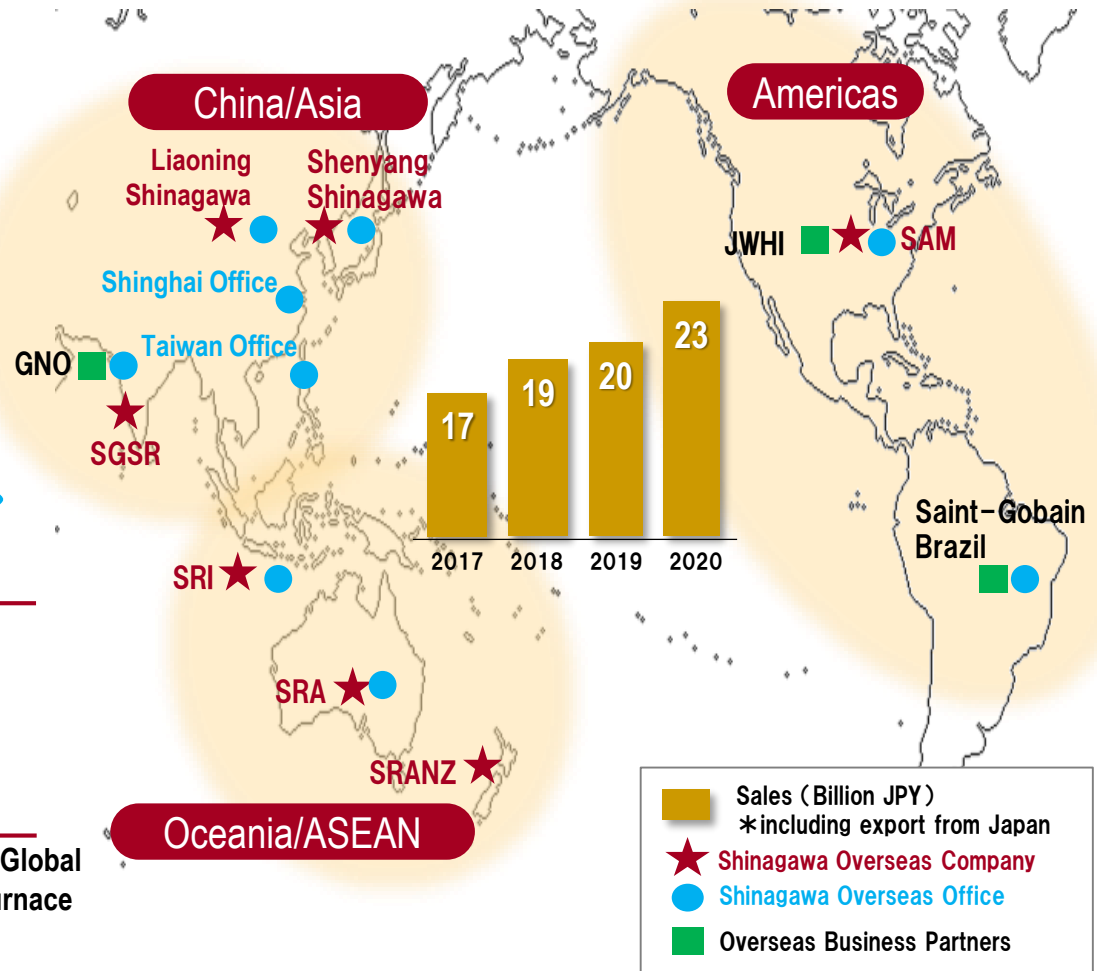 China/Asia
Americas
Liaoning
Shinagawa
Shenyang
Shinagawa
JWHI
SAM
Shinghai Office
GNO
Taiwan Office
SGSR
17
19
20
23
2017
2018
2019
2020
Saint-Gobain
Brazil
SRI
SRA
SRANZ
Oceania/ASEAN
Global
Sales (Billion JPY)
*including export from Japan
Shinagawa Overseas Company
Shinagawa Overseas Office
Overseas Business Partners